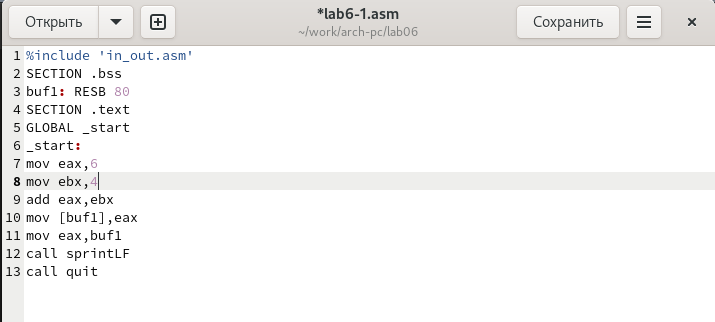 Открыть
*lab6-1.asm
~/work/arch-pc/lab06
Сохранить
1 %include 'in_out.asm'
2 SECTION .bss
3 buf1: RESB 80
4 SECTION .text
5 GLOBAL _start
6 _start:
7 mov eax,6
8 mov ebx,4
9 add eax,ebx
10 mov [buf1],eax
11 mov eax,buf1
12 call sprintLF
13 call quit